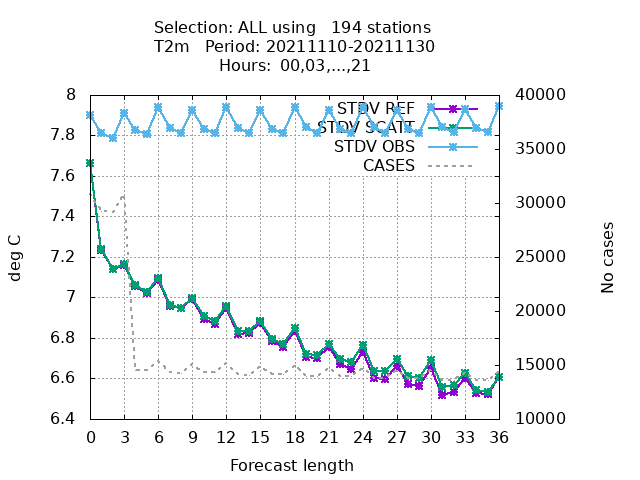 Selection: ALL using   194 stations
T2m   Period: 20211110-20211130
Hours:  00,03,...,21
8 40000
STDV REF
STDV SCATT
STDV OBS
CASES
7.8 35000
7.6 30000
7.4
7.2 25000
7 20000
6.8
6.6 15000
6.4 10000
deg C
No cases
0 3 6 9 12 15 18 21 24 27 30 33 36
Forecast length